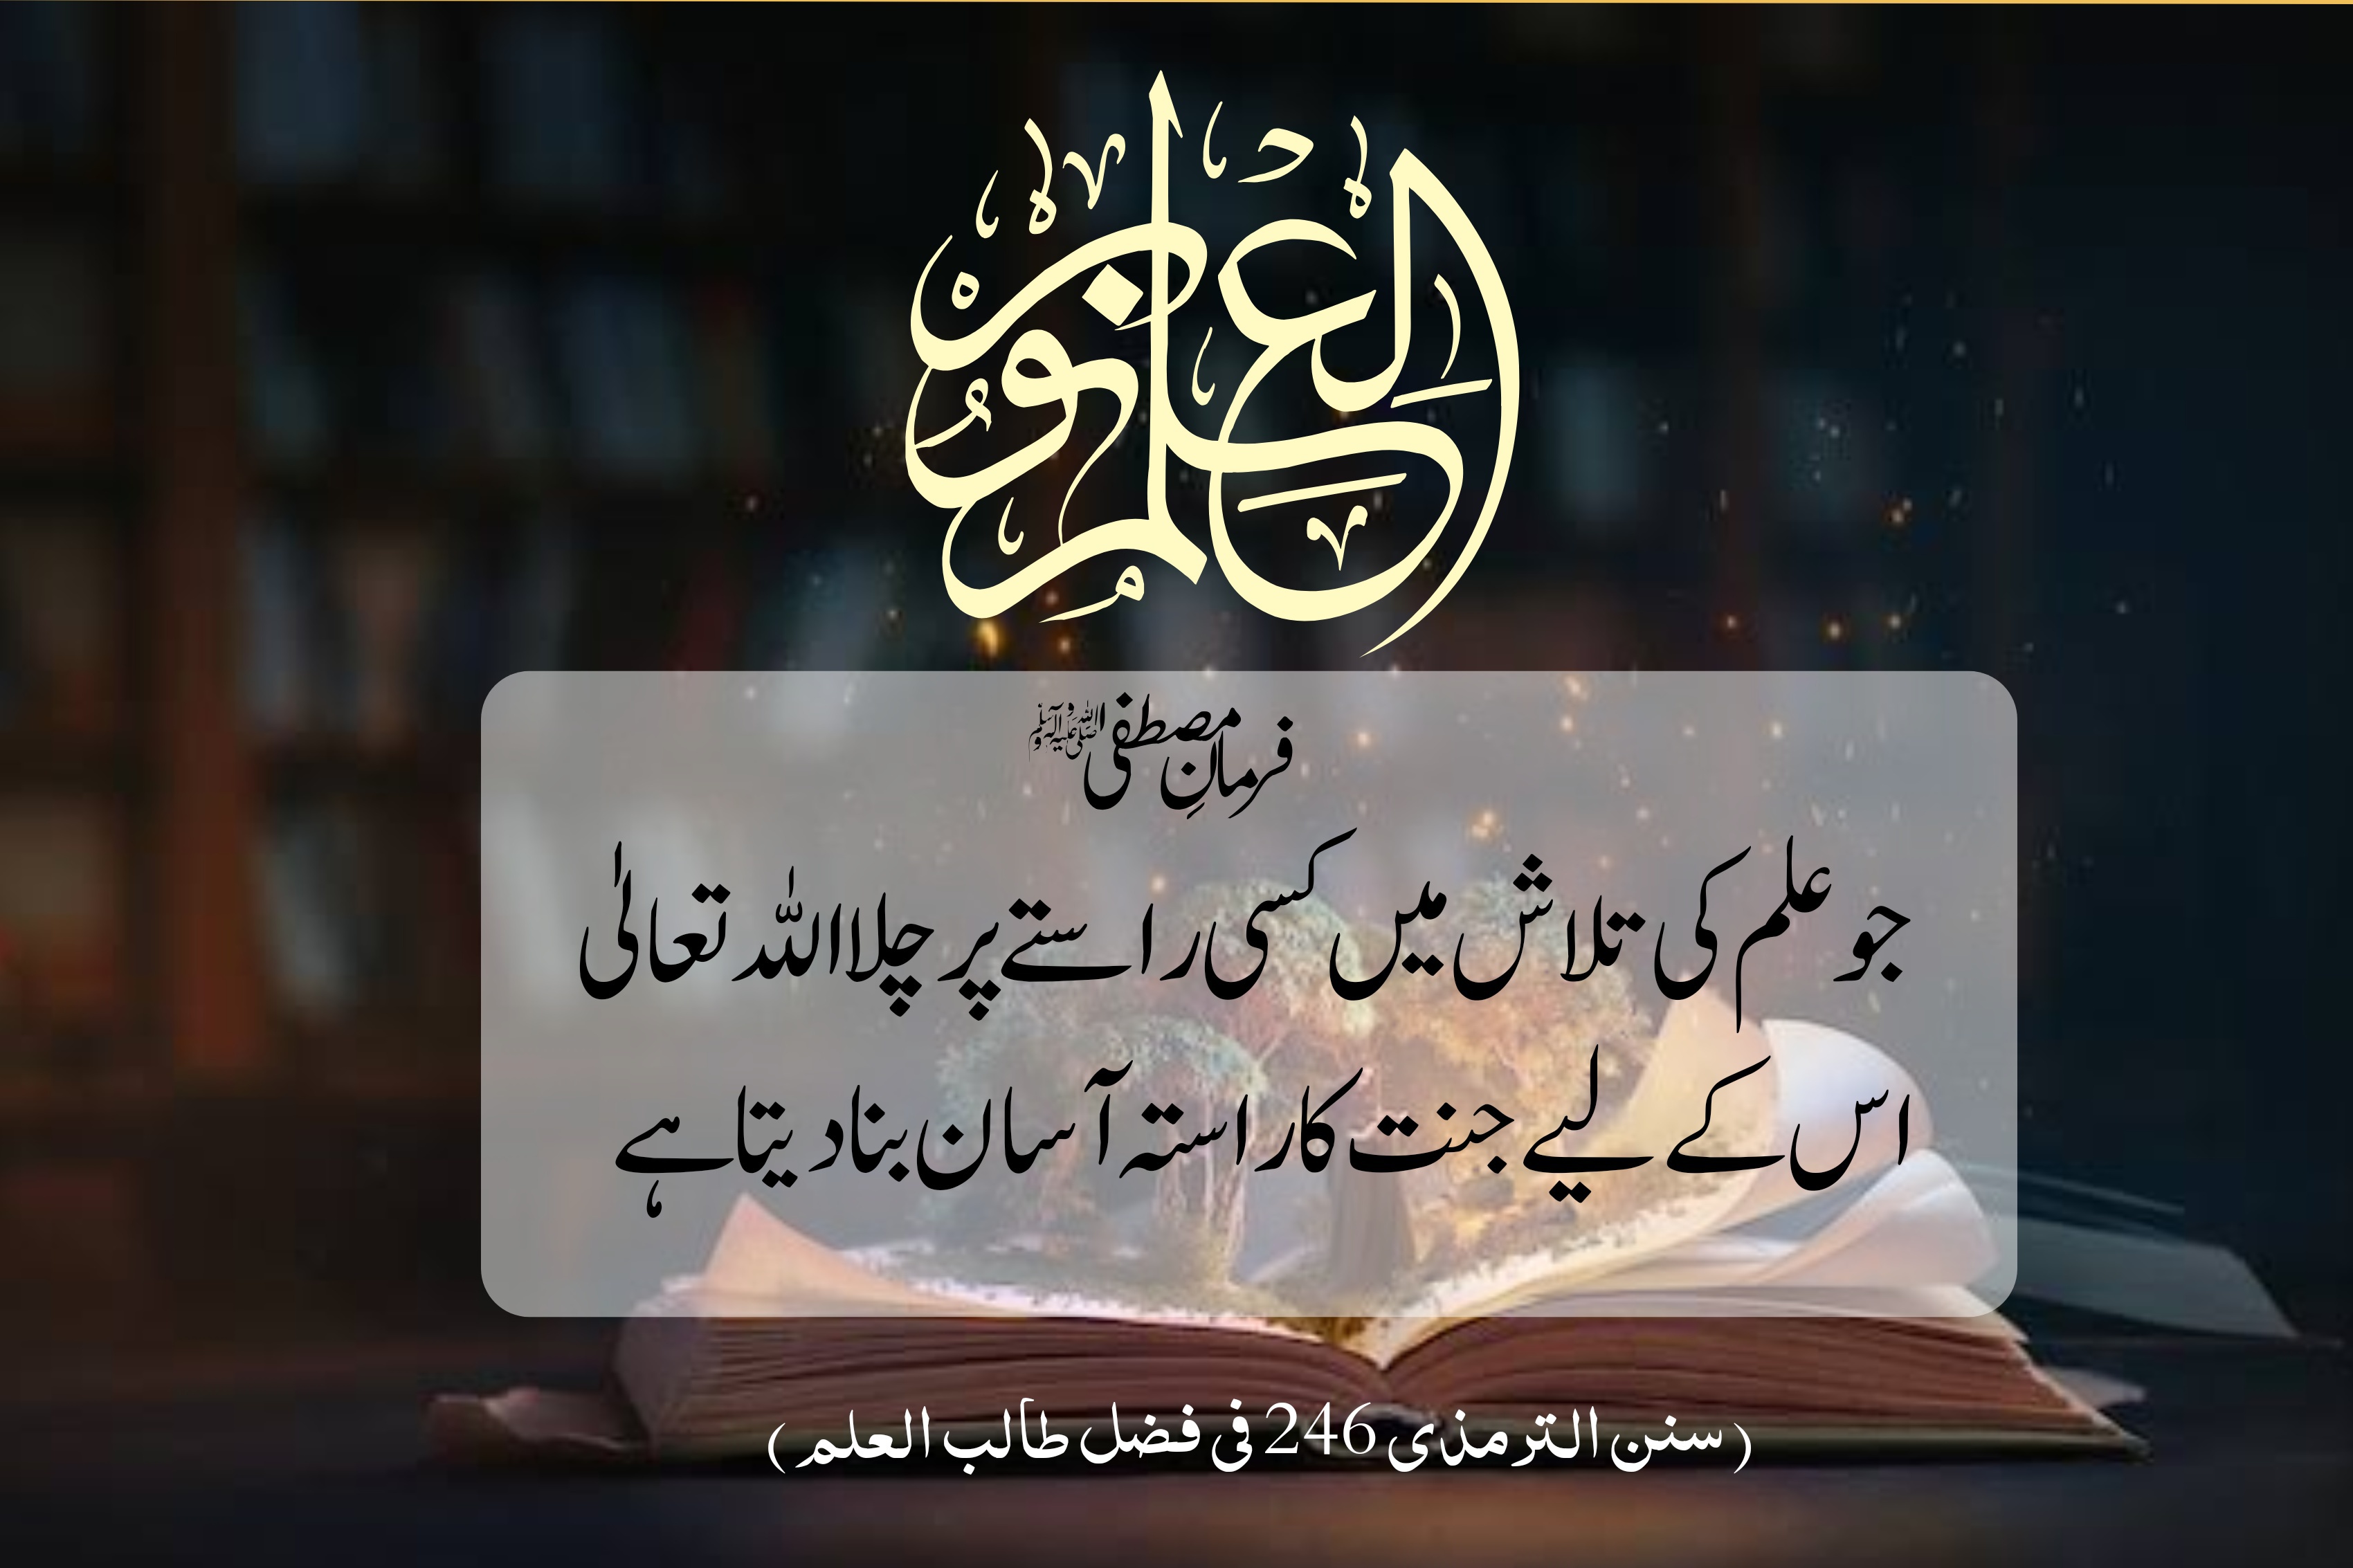 العلم نور
فرمانِ مصطفی ﷺ
جو علم کی تلاش میں کسی راستے پر چلا اللہ تعالٰی
اس کے لیے جنت کا راستہ آسان بنا دیتا ہے
(سنن الترمذی 246 فی فضل طالب العلم)